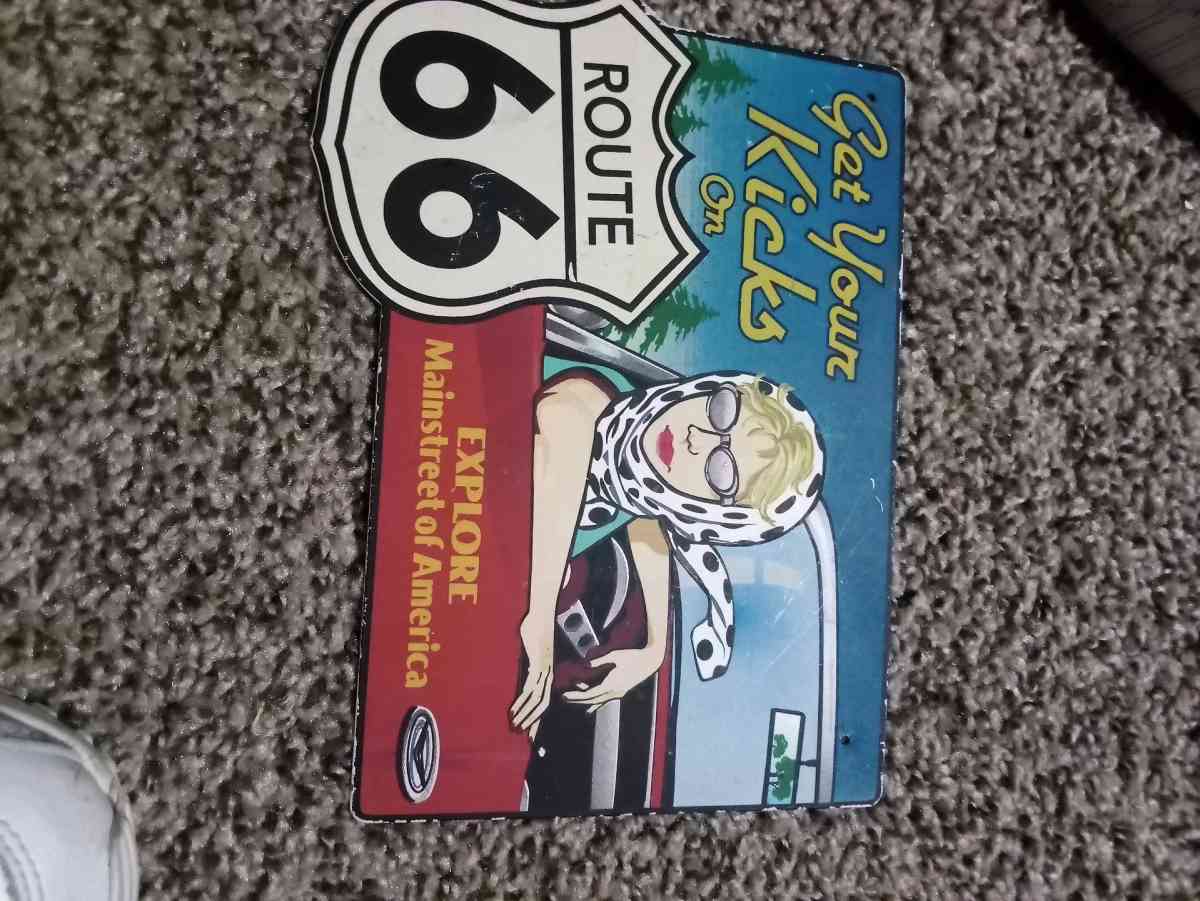 Get Your
Kicks
On
ROUTE
66
EXPLORE
Mainstreet of America